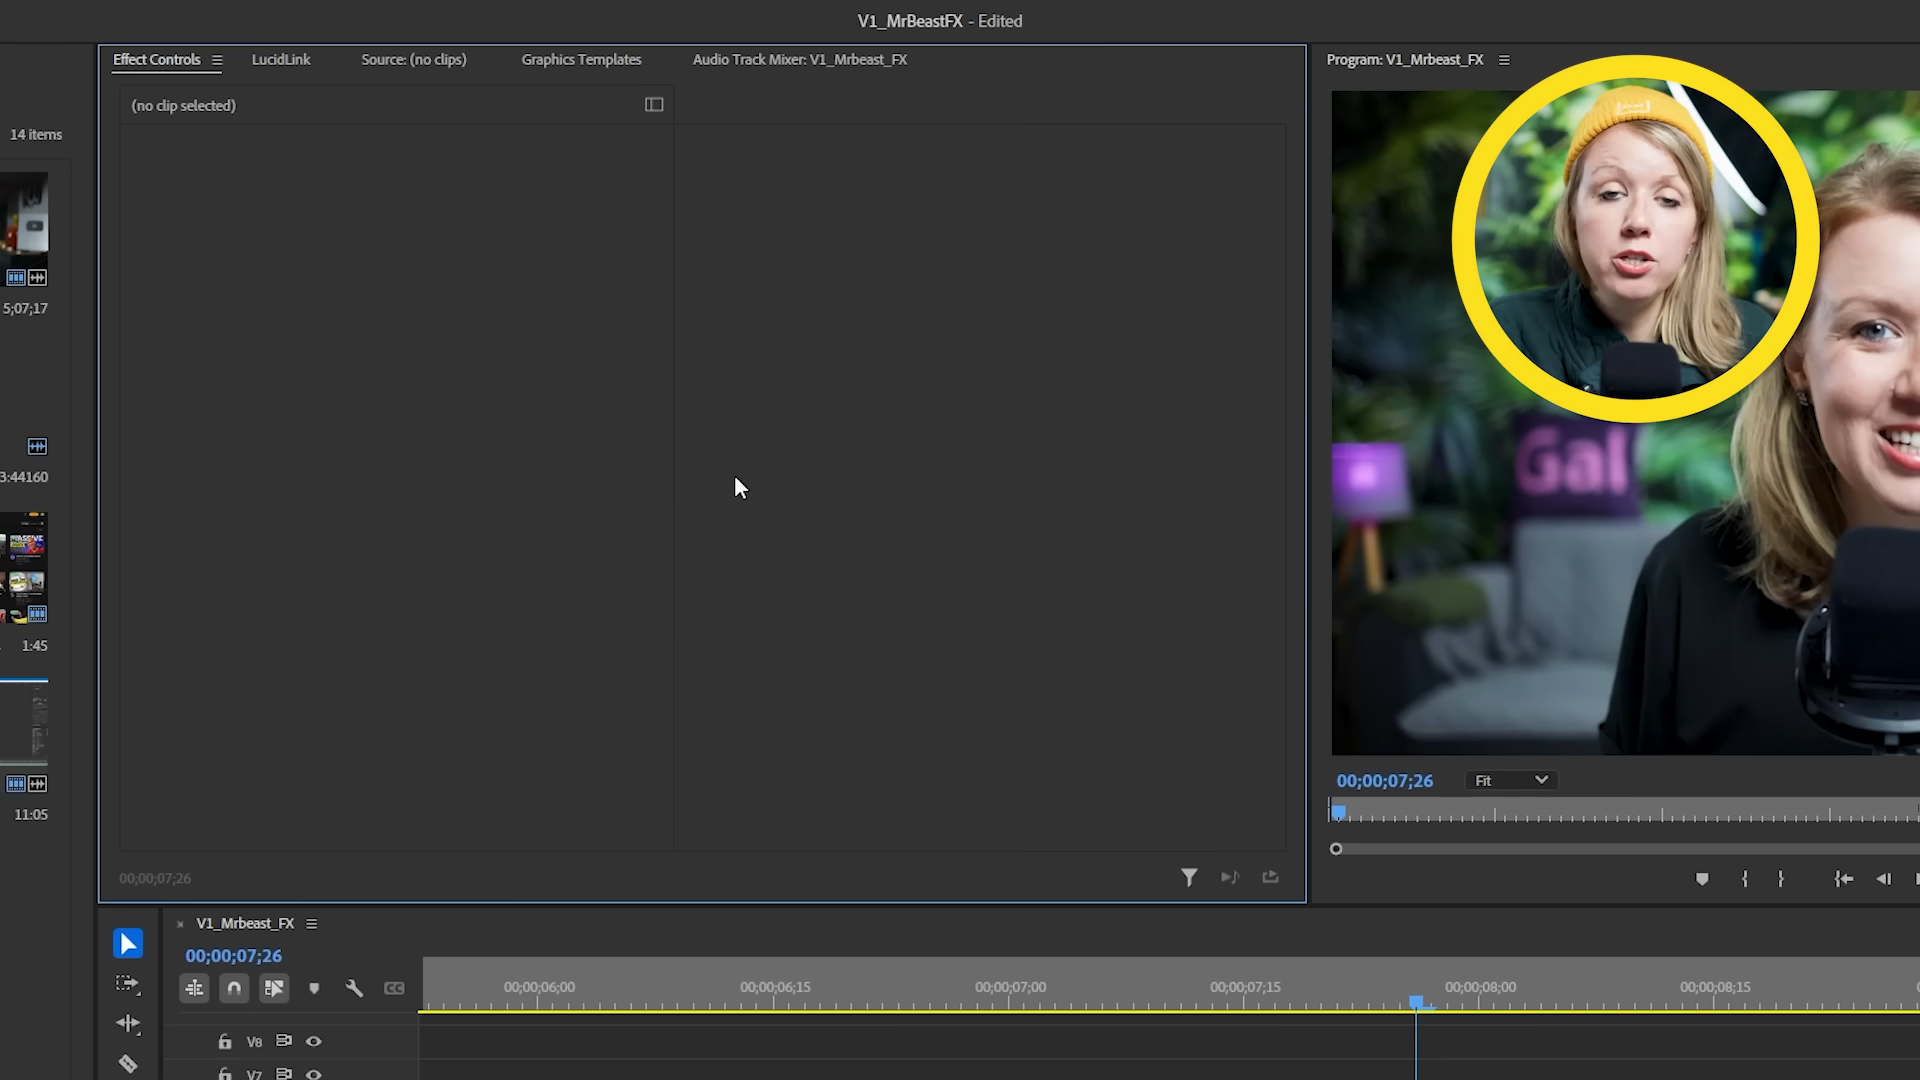 V1_MrBeastFX - Edited
Effect Controls
LucidLink
Source: (no clips)
Graphics Templates
Audio Track Mixer: V1_Mrbeast_FX
Program: V1_Mrbeast_FX
(no clip selected)
14 items
5;07;17
3:44160
1:45
11:05
Gal
00;00;07;26
Fit
00;00;07;26
V1_Mrbeast_FX
00;00;07;26
00;00;06;00
00;00;06;15
00;00;07;00
00;00;07;15
00;00;08;00
00;00;08;15
V8
V7